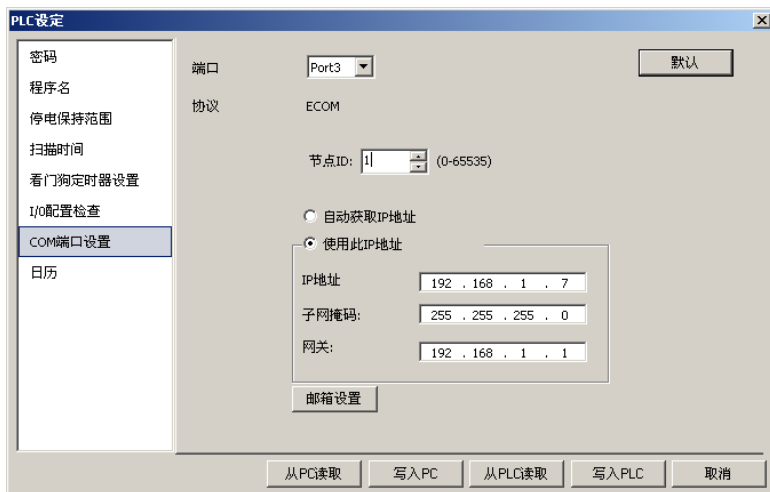 PLC设定
密码
程序名
停电保持范围
扫描时间
看门狗定时器设置
I/O配置检查
COM端口设置
日历
端口 Port3 默认
协议 ECOM
节点ID: 1 (0-65535)
自动获取IP地址
使用此IP地址
IP地址 192 . 168 . 1 . 7
子网掩码: 255 . 255 . 255 . 0
网关: 192 . 168 . 1 . 1
邮箱设置
从PC读取 写入PC 从PLC读取 写入PLC 取消